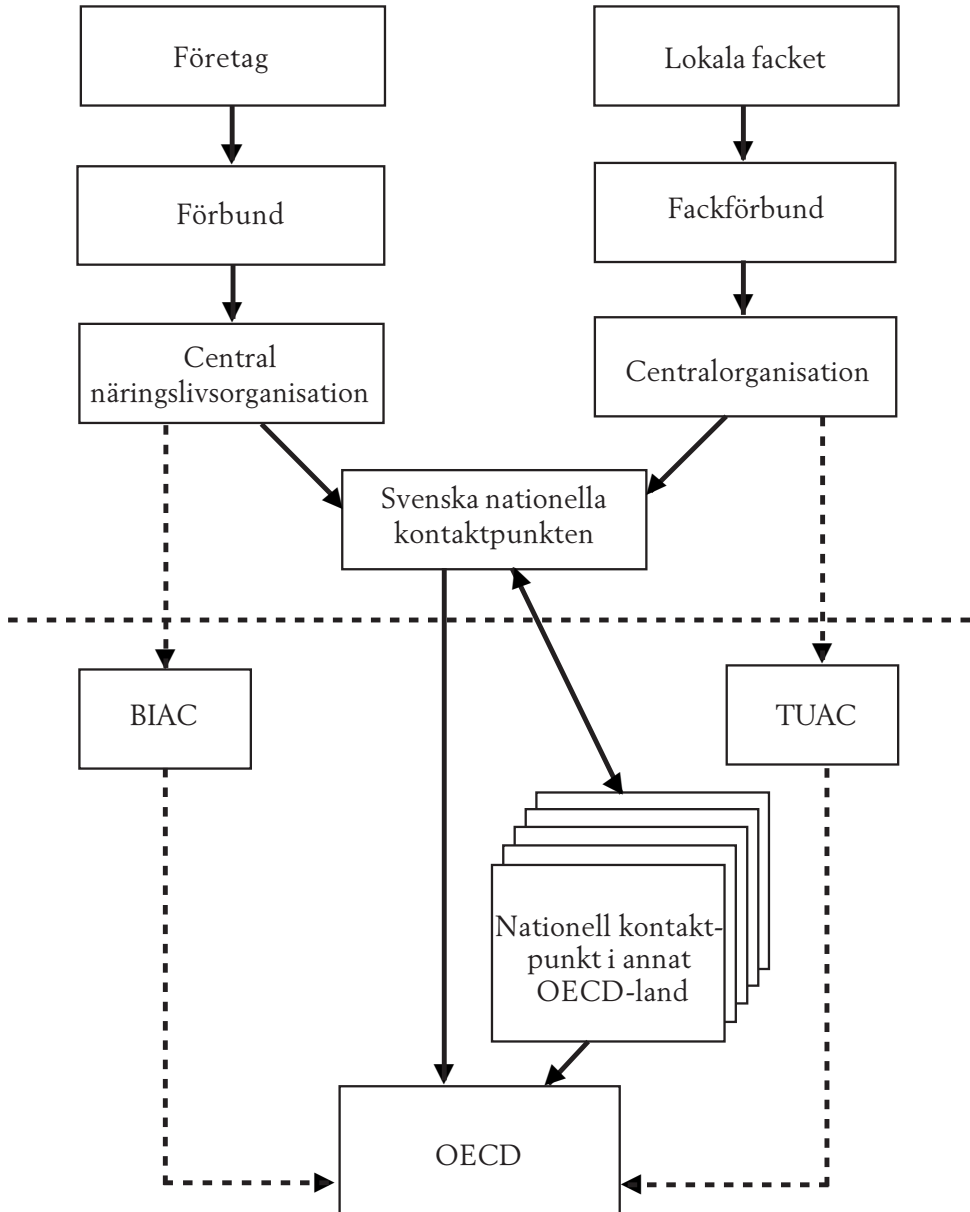 Företag
Lokala facket
Förbund
Fackförbund
Central
näringslivsorganisation
Centralorganisation
Svenska nationella
kontaktpunkten
BIAC
TUAC
Nationell kontakt-
punkt i annat
OECD-land
OECD